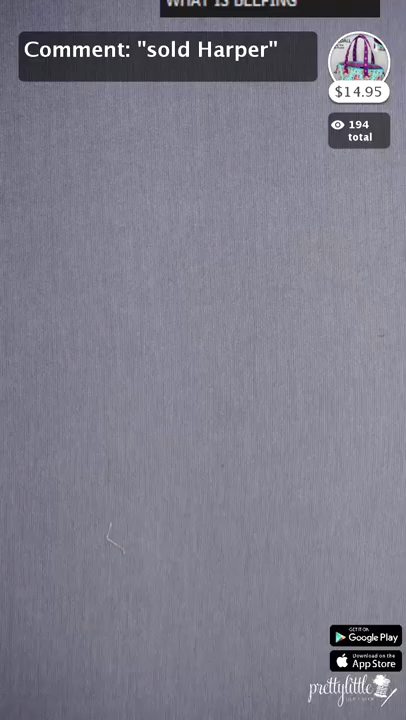 WHAT IS BEEPING
Comment: "sold Harper"
$14.95
194
total
GET IT ON
Google Play
Download on the
App Store
prettylittle